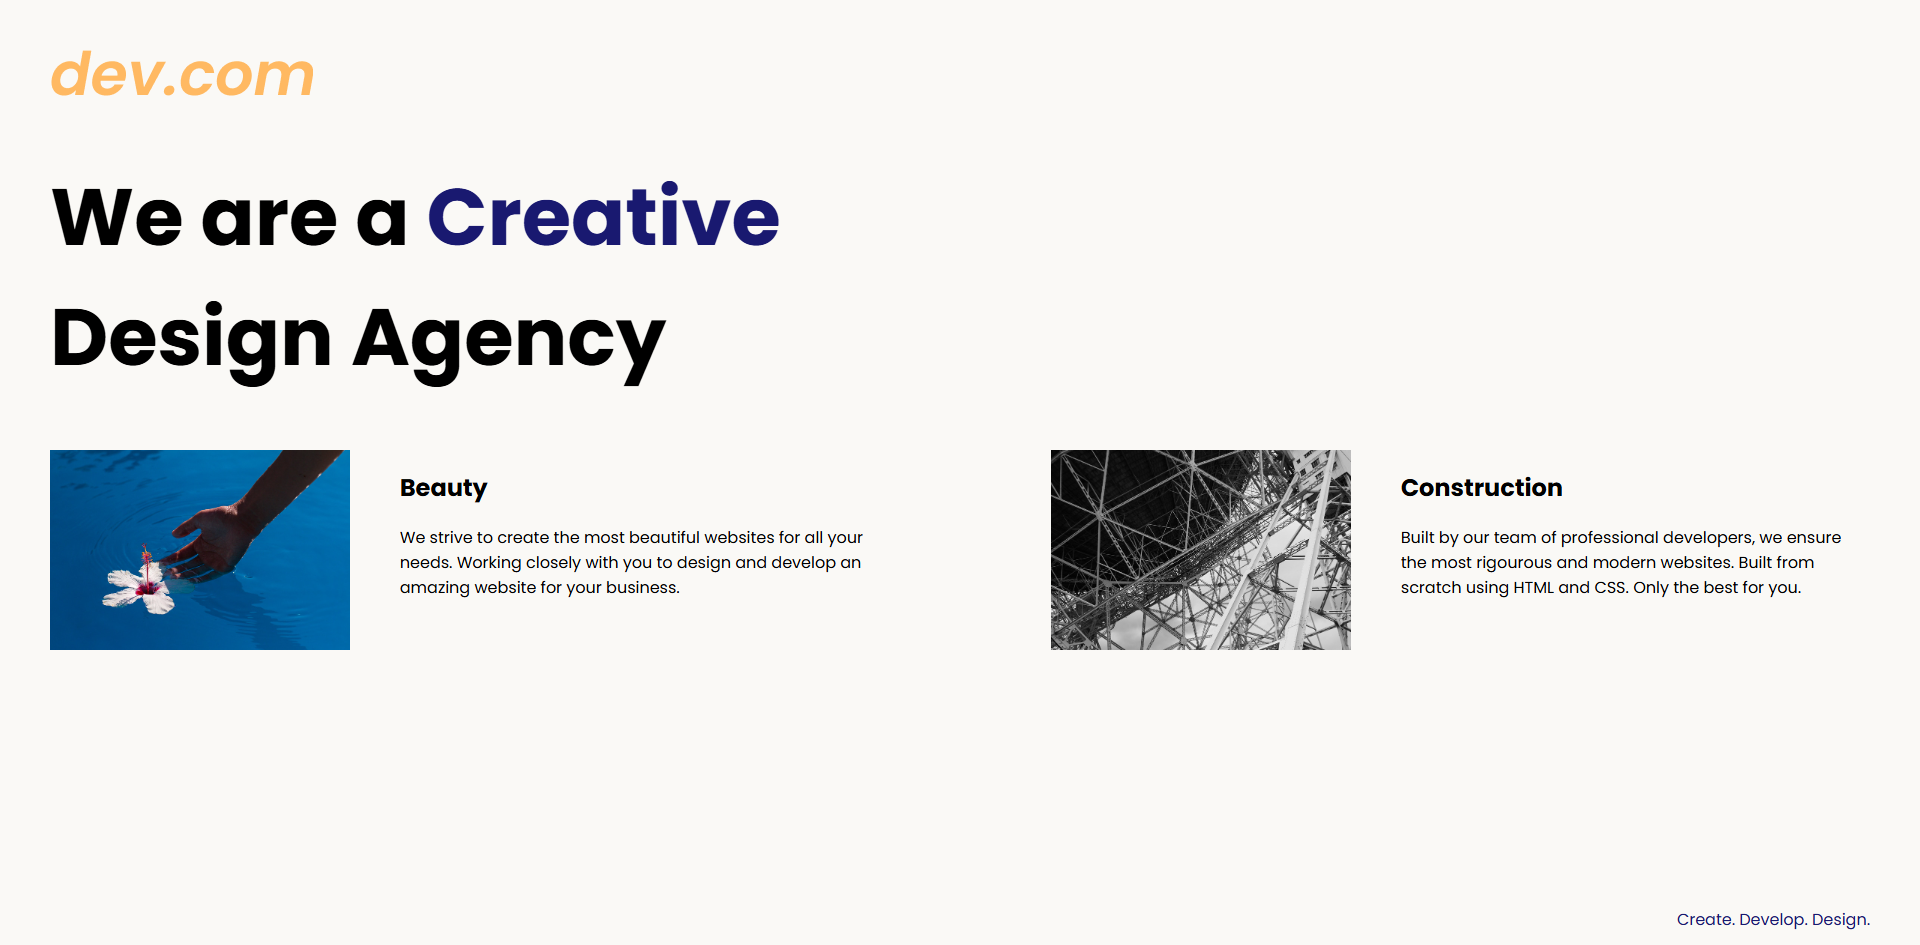 dev.com
We are a Creative
Design Agency
Beauty
We strive to create the most beautiful websites for all your
needs. Working closely with you to design and develop an
amazing website for your business.
Construction
Built by our team of professional developers, we ensure
the most rigourous and modern websites. Built from
scratch using HTML and CSS. Only the best for you.
Create. Develop. Design.